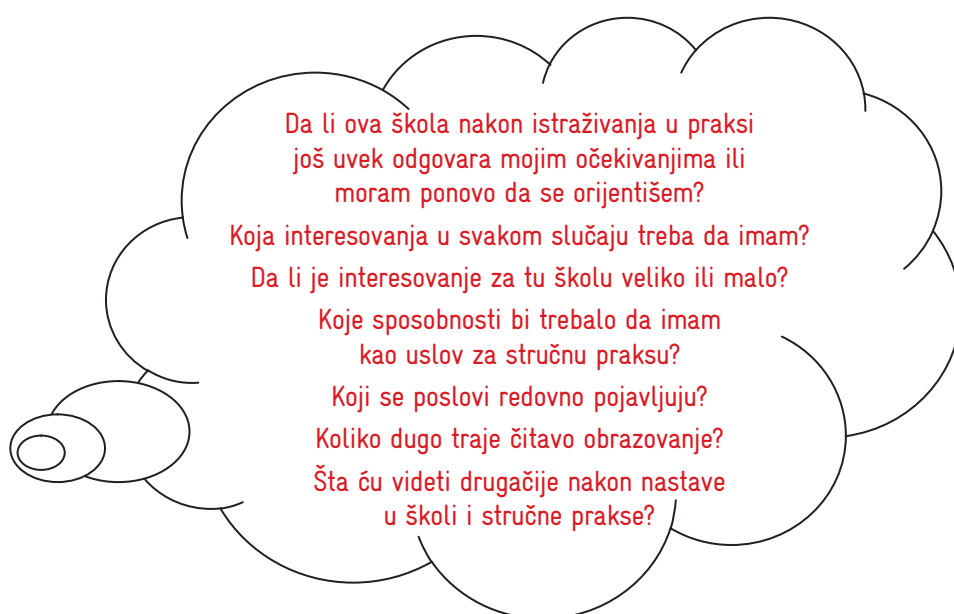 Da li ova škola nakon istraživanja u praksi
još uvek odgovara mojim očekivanjima ili
moram ponovo da se orijentišem?
Koja interesovanja u svakom slučaju treba da imam?
Da li je interesovanje za tu školu veliko ili malo?
Koje sposobnosti bi trebalo da imam
kao uslov za stručnu praksu?
Koji se poslovi redovno pojavljuju?
Koliko dugo traje čitavo obrazovanje?
Šta ću videti drugačije nakon nastave
u školi i stručne prakse?